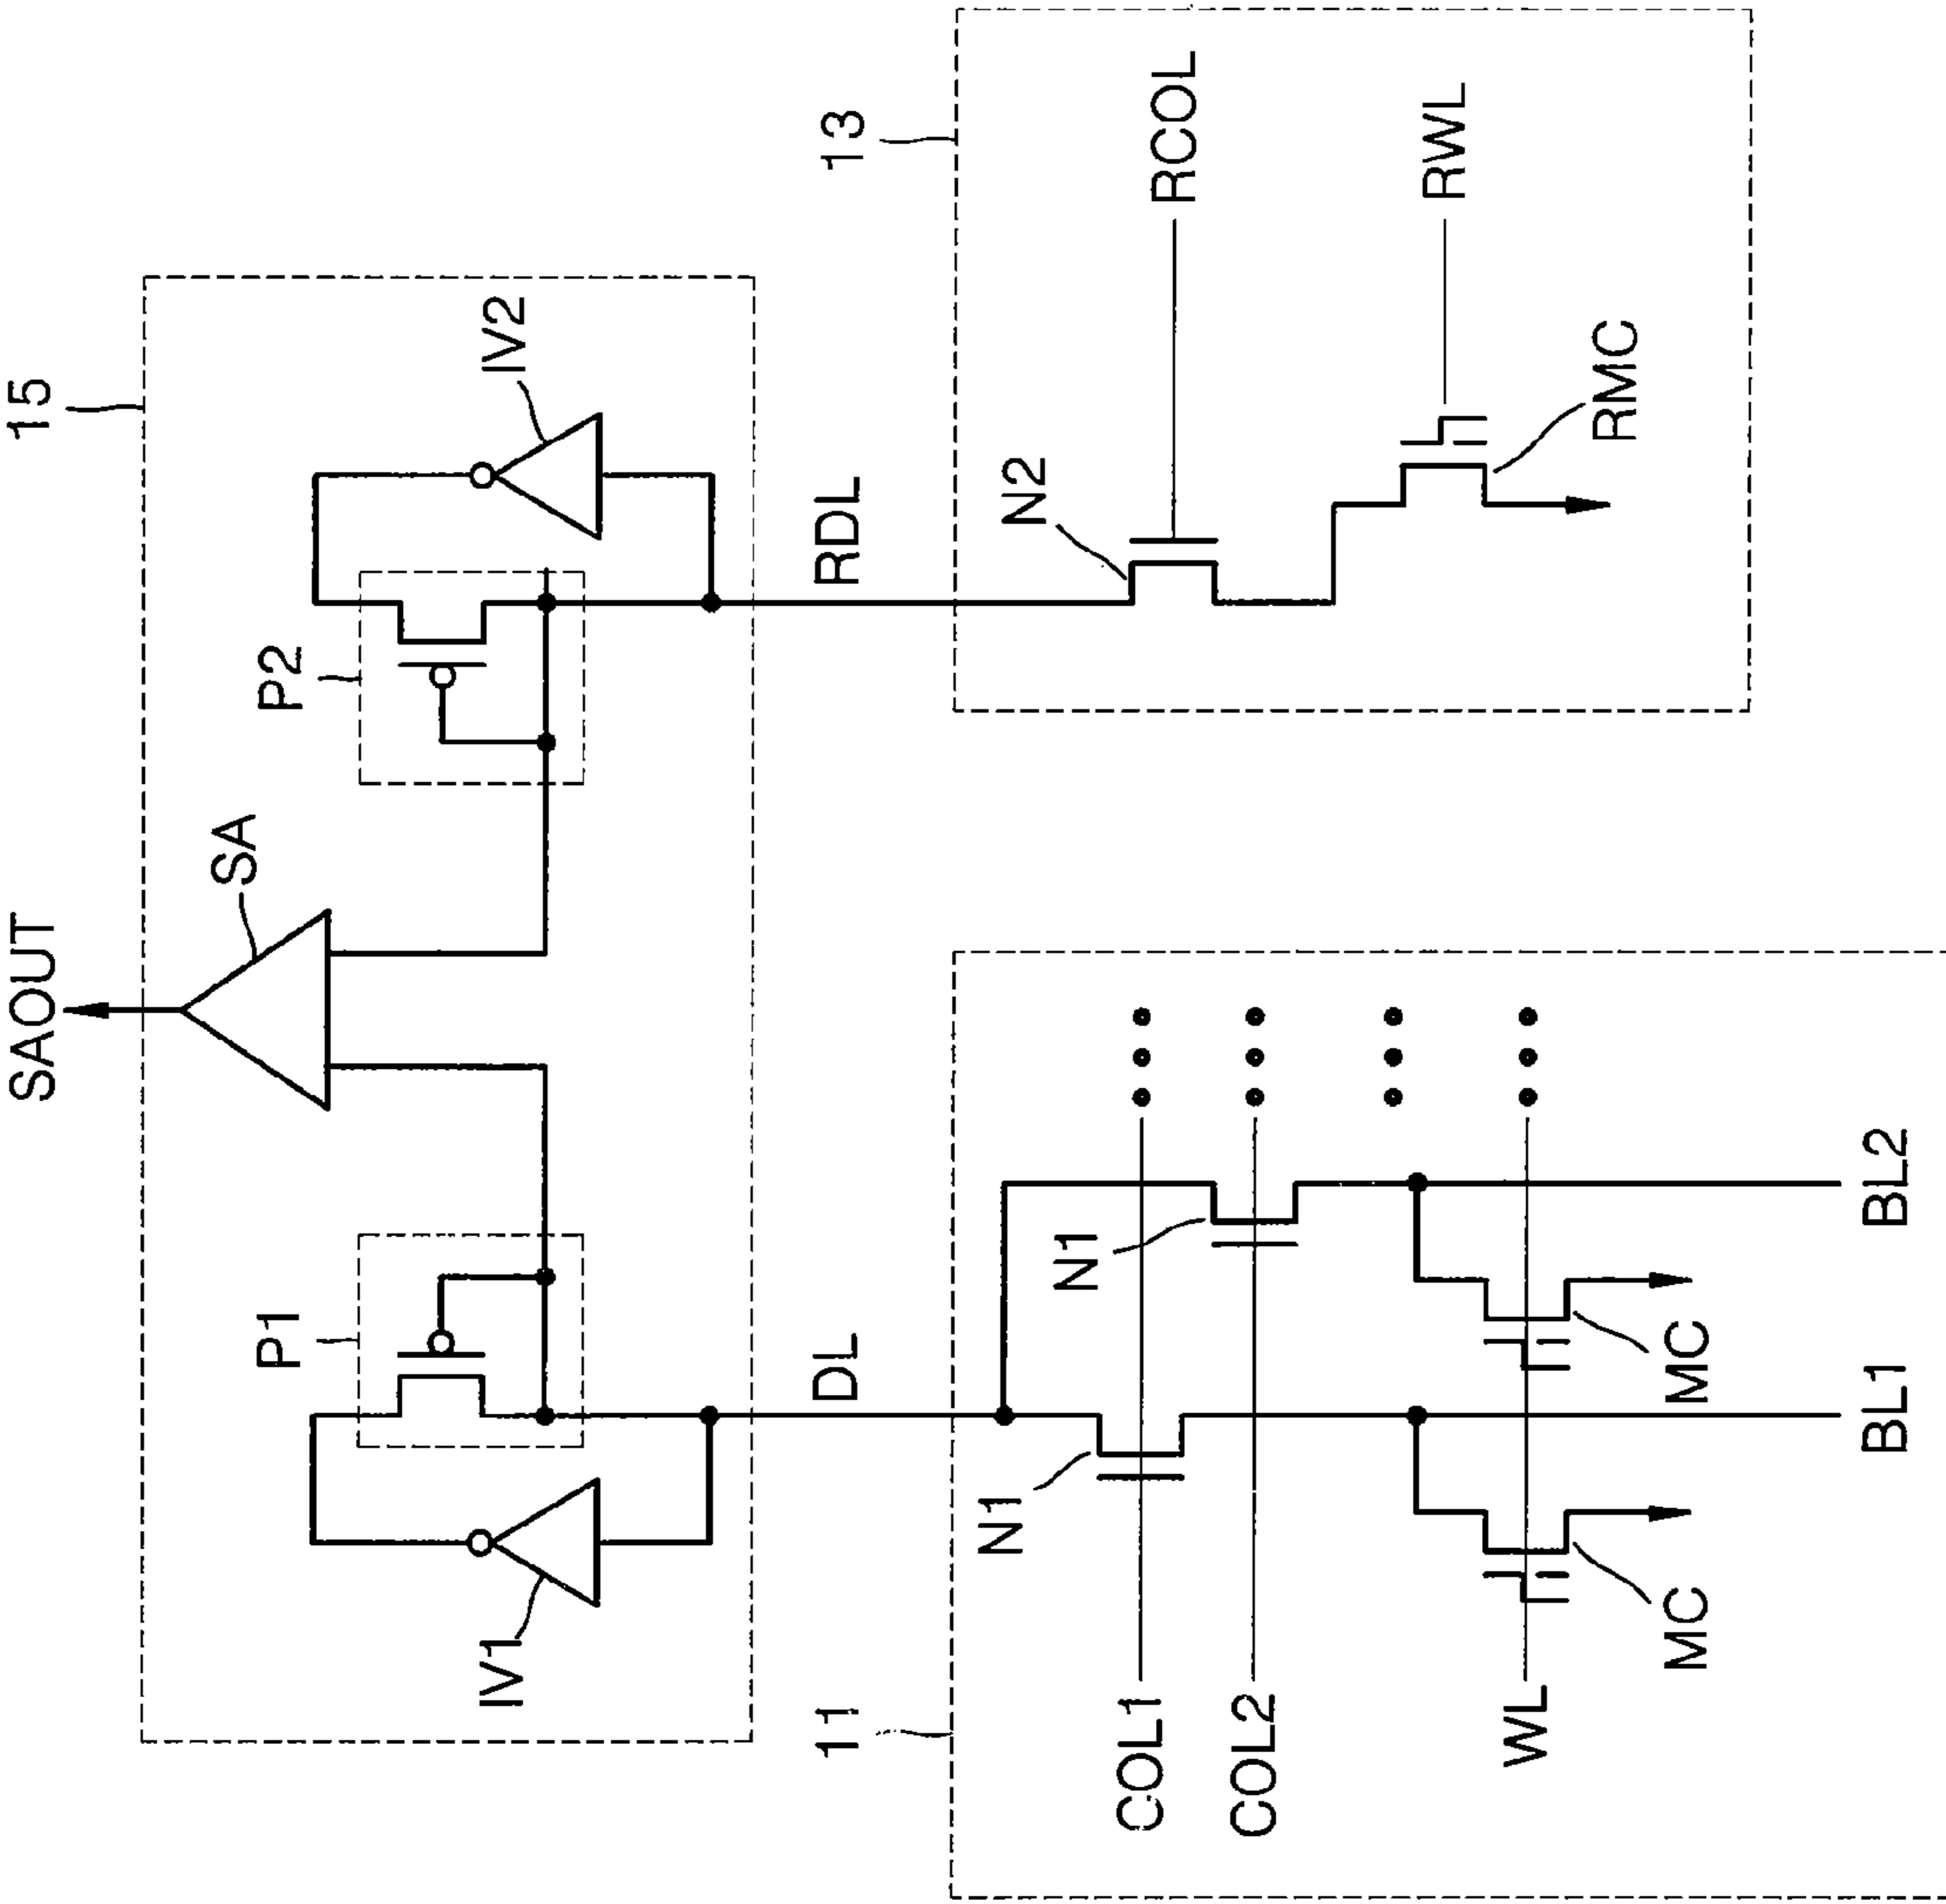 SAOUT
15
SA
P1
P2
IV1
IV2
DL
RDL
11
13
N1
N1
N2
COL1
COL2
RCOL
WL
RWL
MC
MC
RMC
BL1
BL2